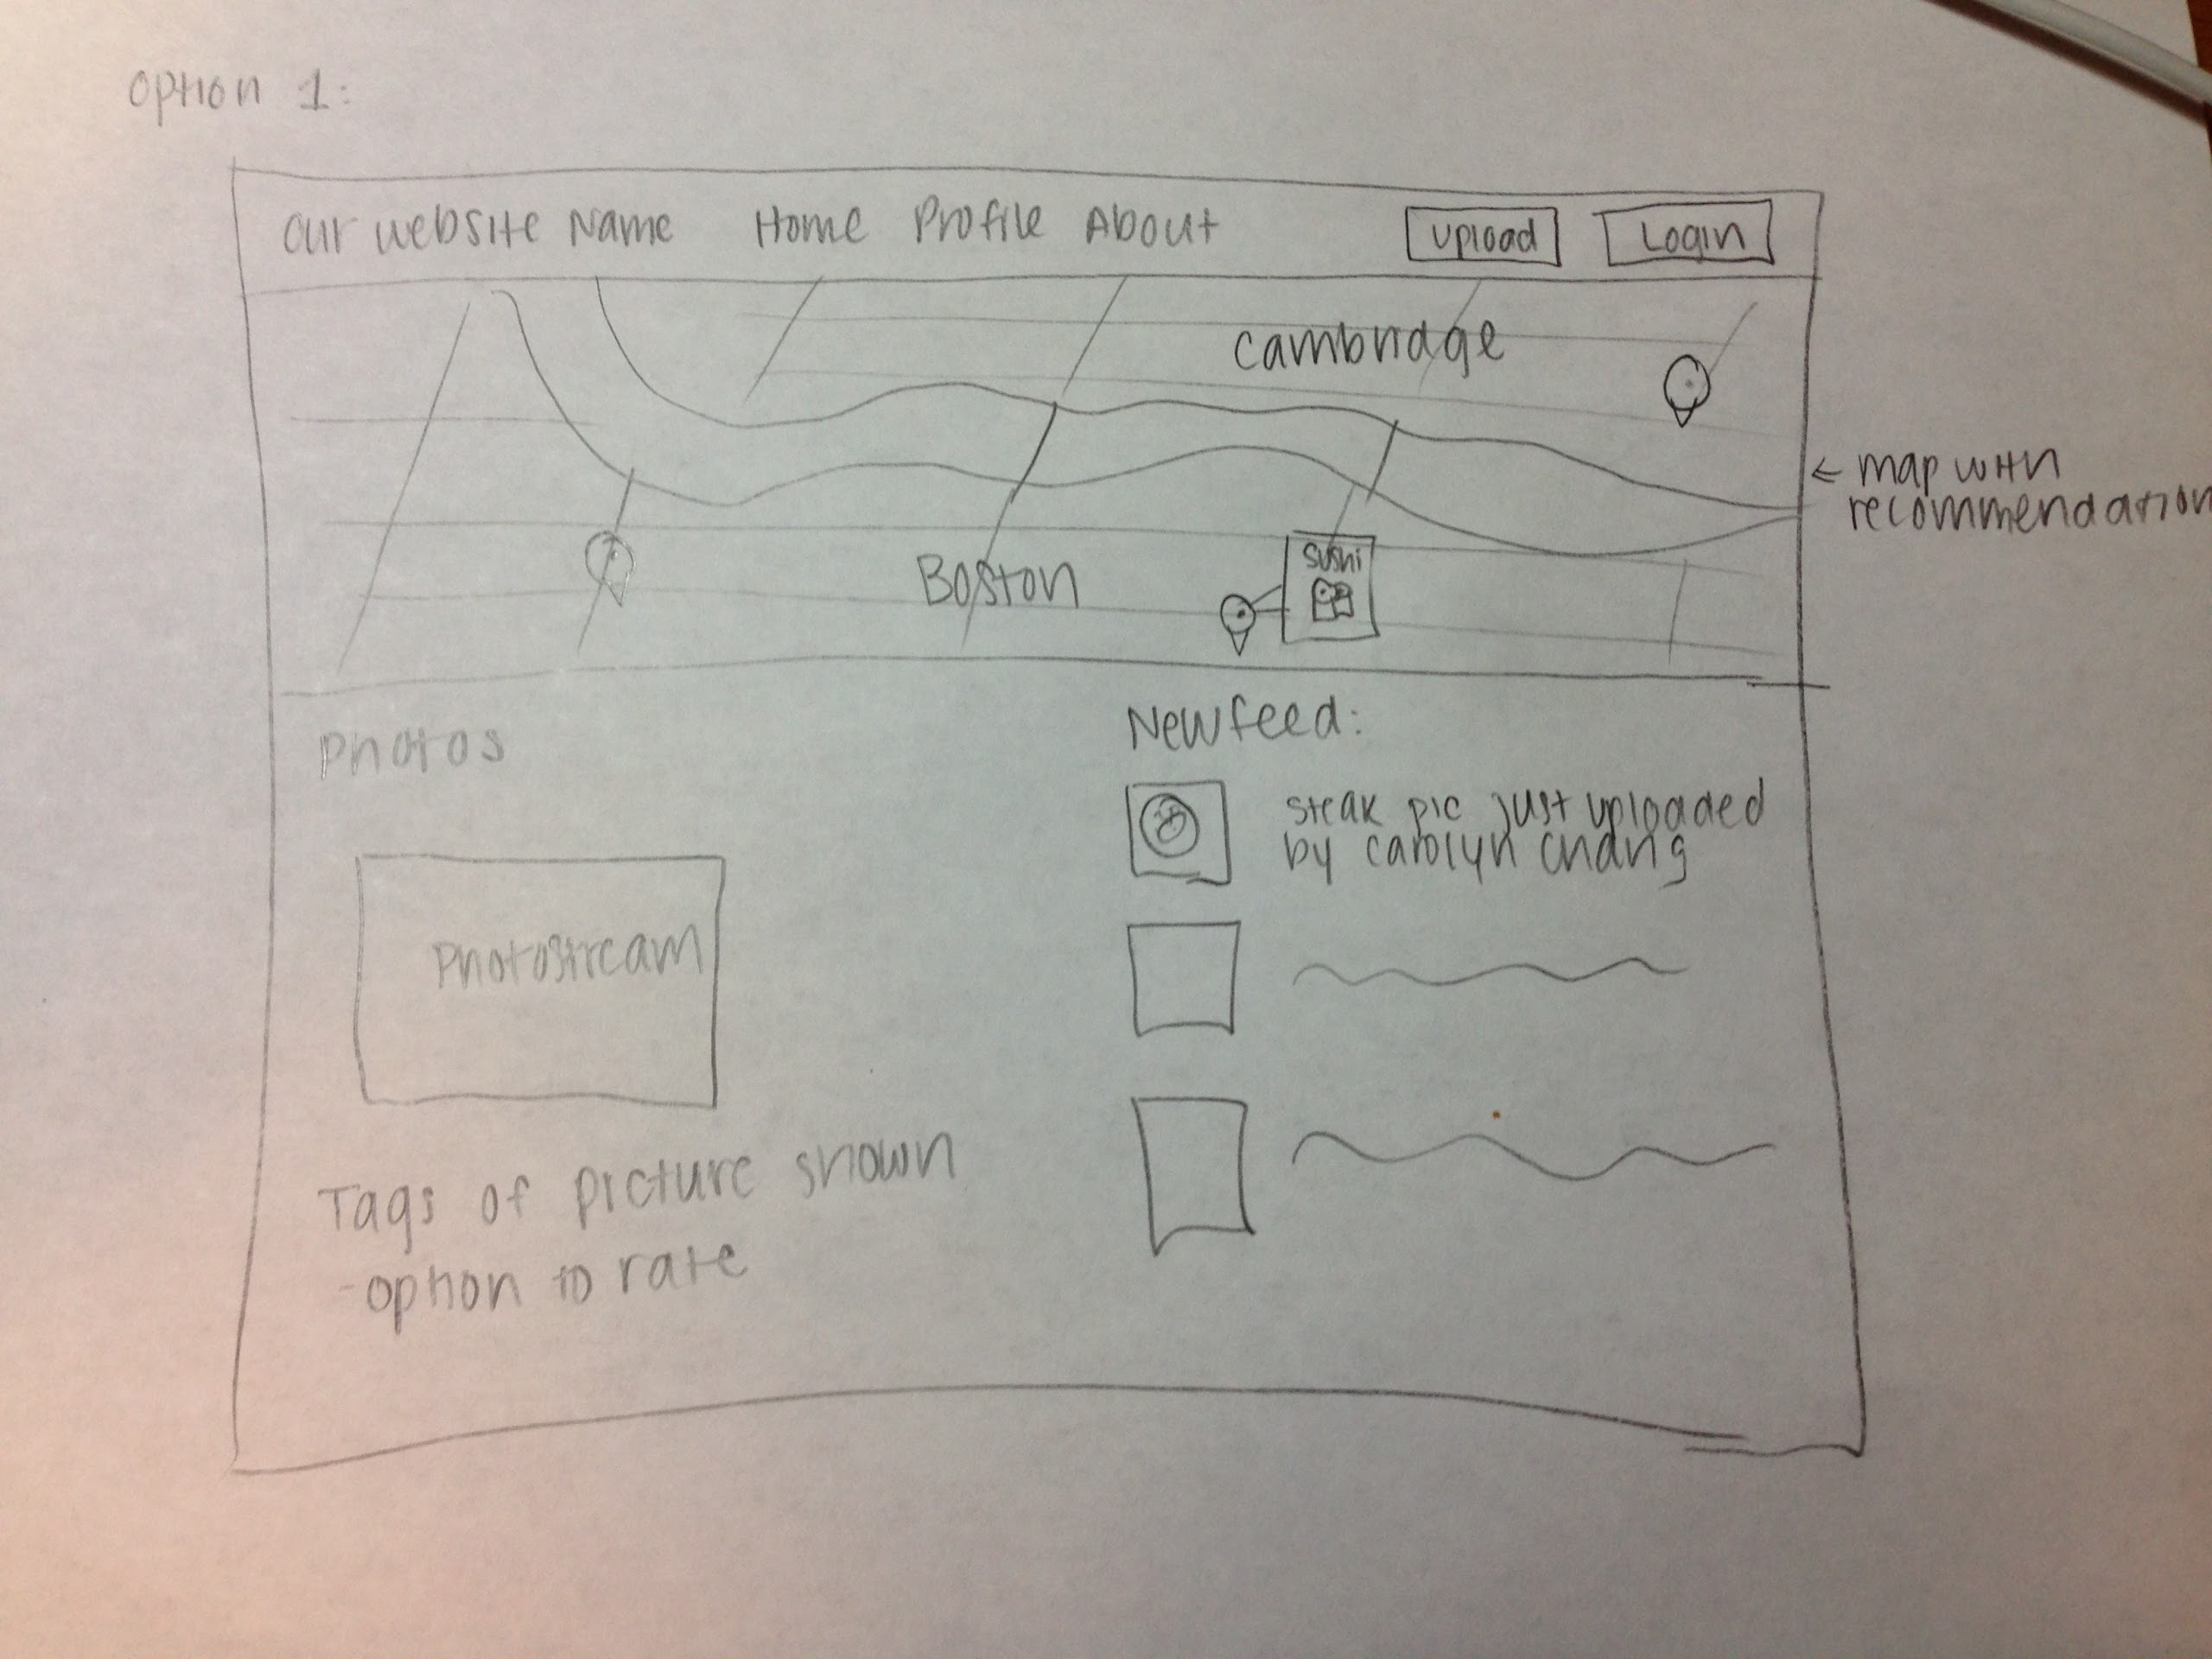 Option 1:
Our Website Name Home Profile About Upload Login
Cambridge
← map with
recommendation
Sushi
Boston
Photos
Newfeed:
steak pic just uploaded
by carolyn chang
Photostream
Tags of picture shown
-option to rate